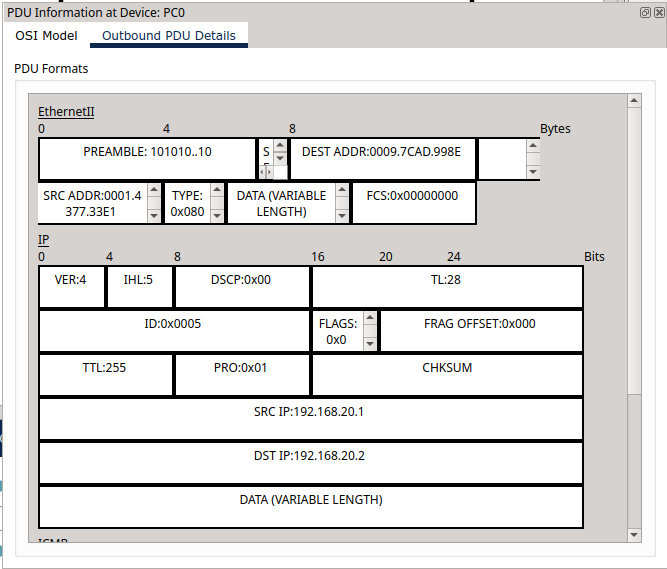 PDU Information at Device: PC0
OSI Model Outbound PDU Details
PDU Formats
EthernetII
0 4 8 Bytes
PREAMBLE: 101010..10 S DEST ADDR:0009.7CAD.998E
SRC ADDR:0001.4 TYPE: DATA (VARIABLE FCS:0x00000000
377.33E1 0x080 LENGTH)
IP
0 4 8 16 20 24 Bits
VER:4 IHL:5 DSCP:0x00 TL:28
ID:0x0005 FLAGS: FRAG OFFSET:0x000
0x0
TTL:255 PRO:0x01 CHKSUM
SRC IP:192.168.20.1
DST IP:192.168.20.2
DATA (VARIABLE LENGTH)
ICMP